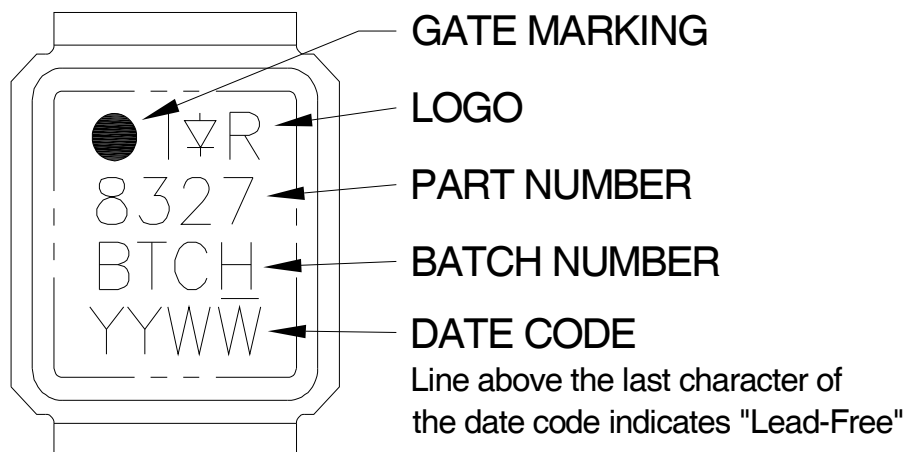 GATE MARKING
LOGO
PART NUMBER
BATCH NUMBER
DATE CODE
Line above the last character of
the date code indicates "Lead-Free"
I R
8327
BTCH
YYWW